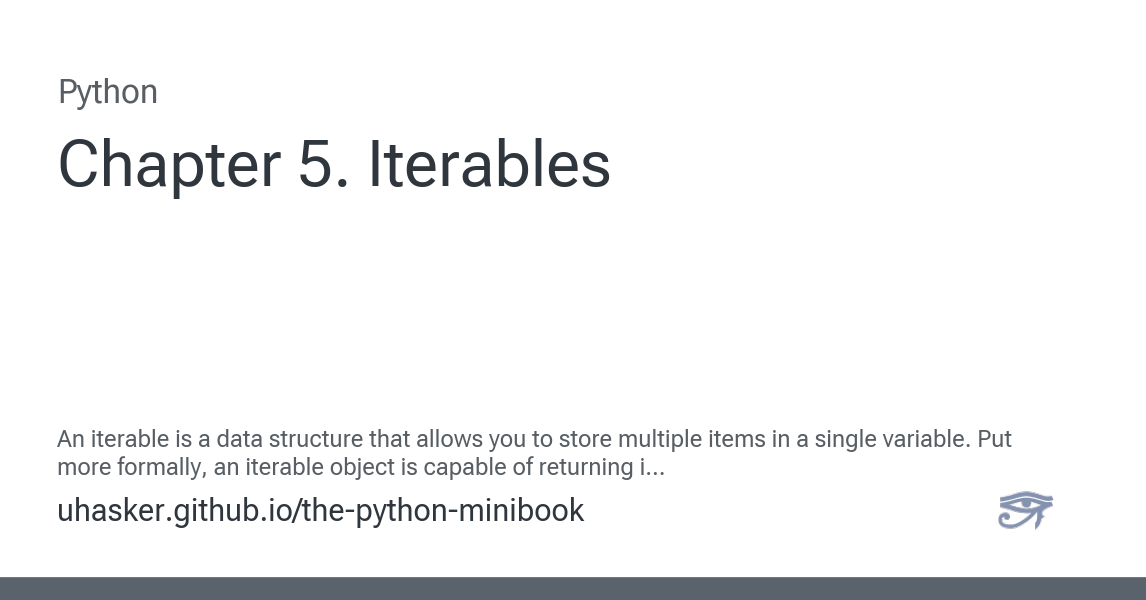 Python
Chapter 5. Iterables
An iterable is a data structure that allows you to store multiple items in a single variable. Put
more formally, an iterable object is capable of returning i...
uhasker.github.io/the-python-minibook